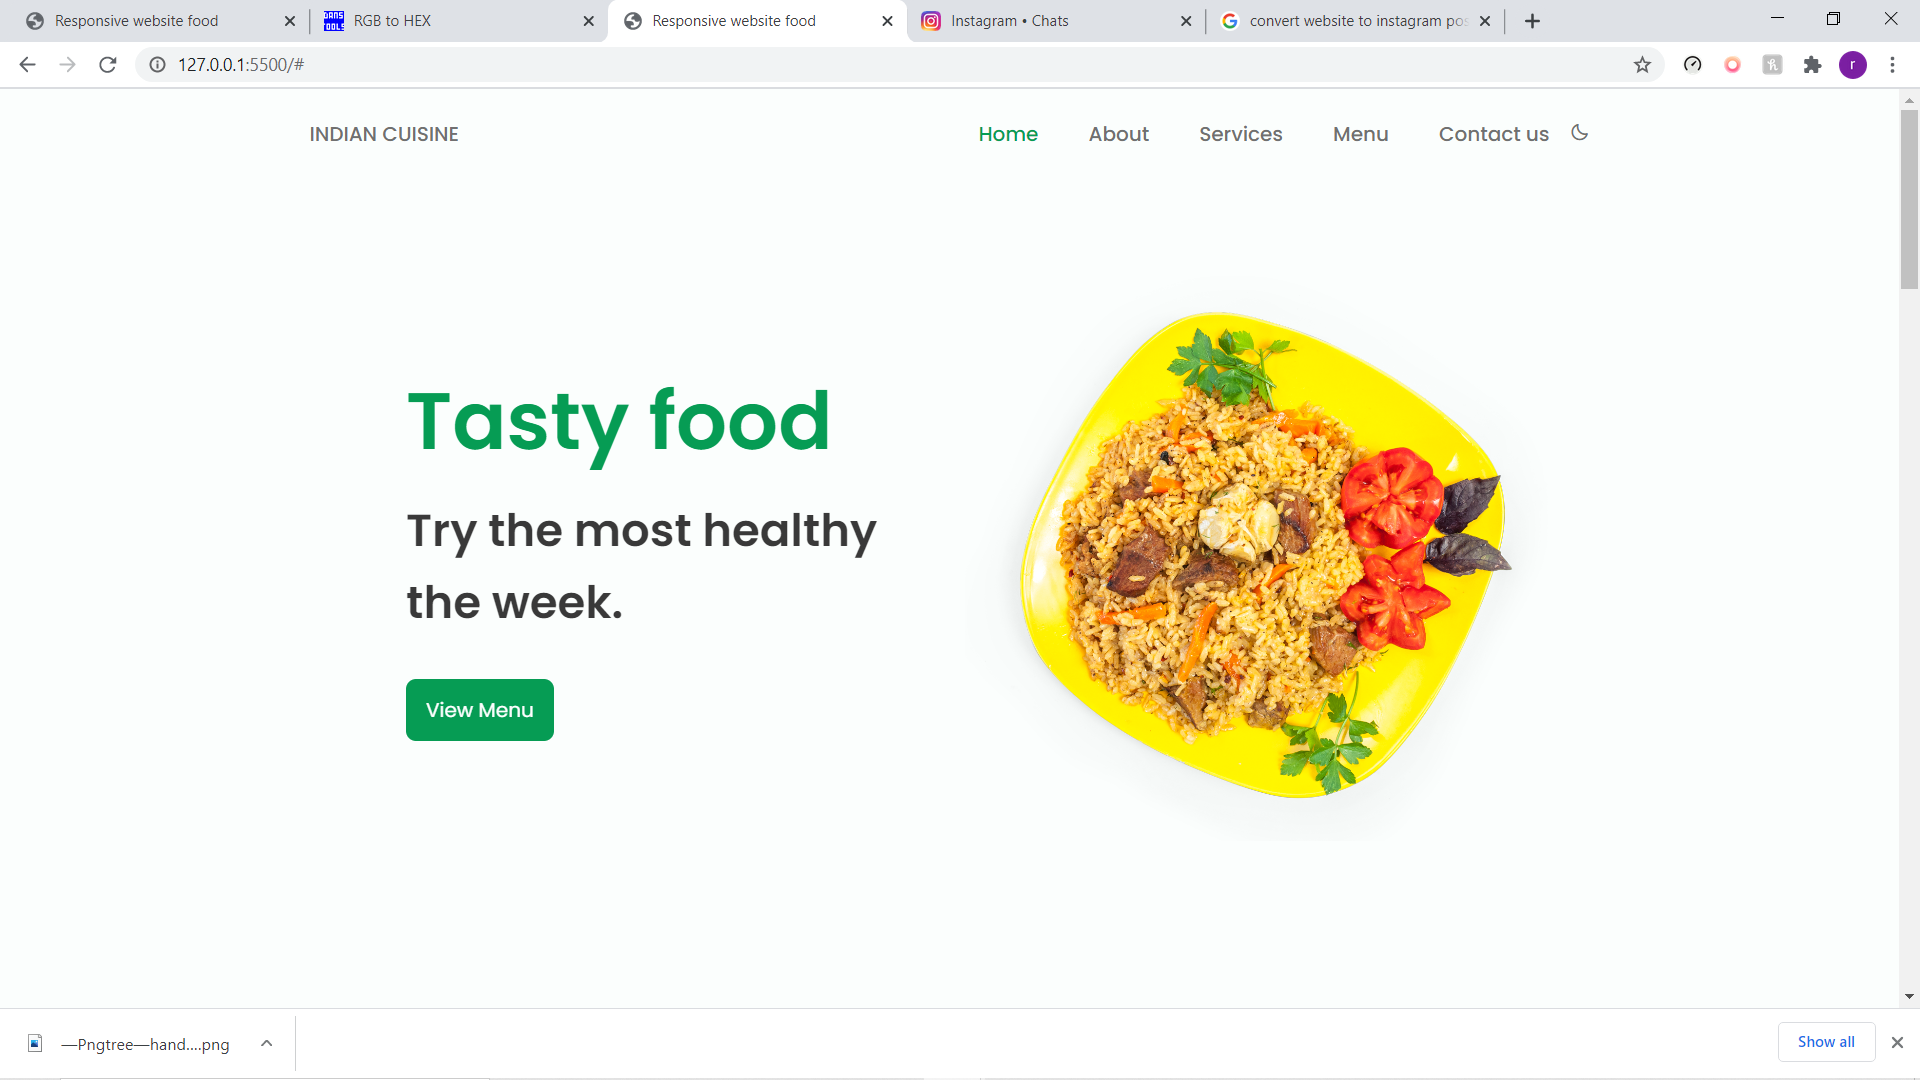 Responsive website food
RGB to HEX
Responsive website food
Instagram • Chats
convert website to instagram pos
127.0.0.1:5500/#
r
INDIAN CUISINE
Home
About
Services
Menu
Contact us
Tasty food
Try the most healthy
the week.
View Menu
—Pngtree—hand....png
Show all